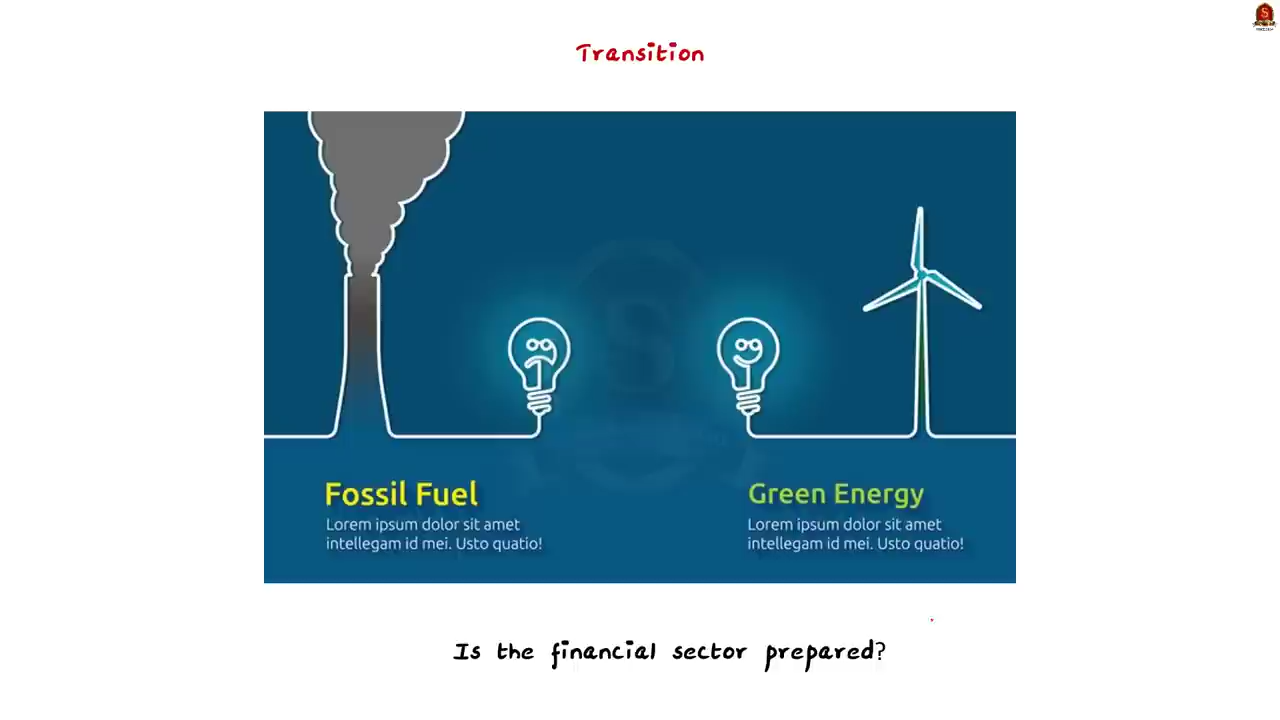 Transition
Fossil Fuel
Lorem ipsum dolor sit amet
intellegam id mei. Usto quatio!
Green Energy
Lorem ipsum dolor sit amet
intellegam id mei. Usto quatio!
Is the financial sector prepared?